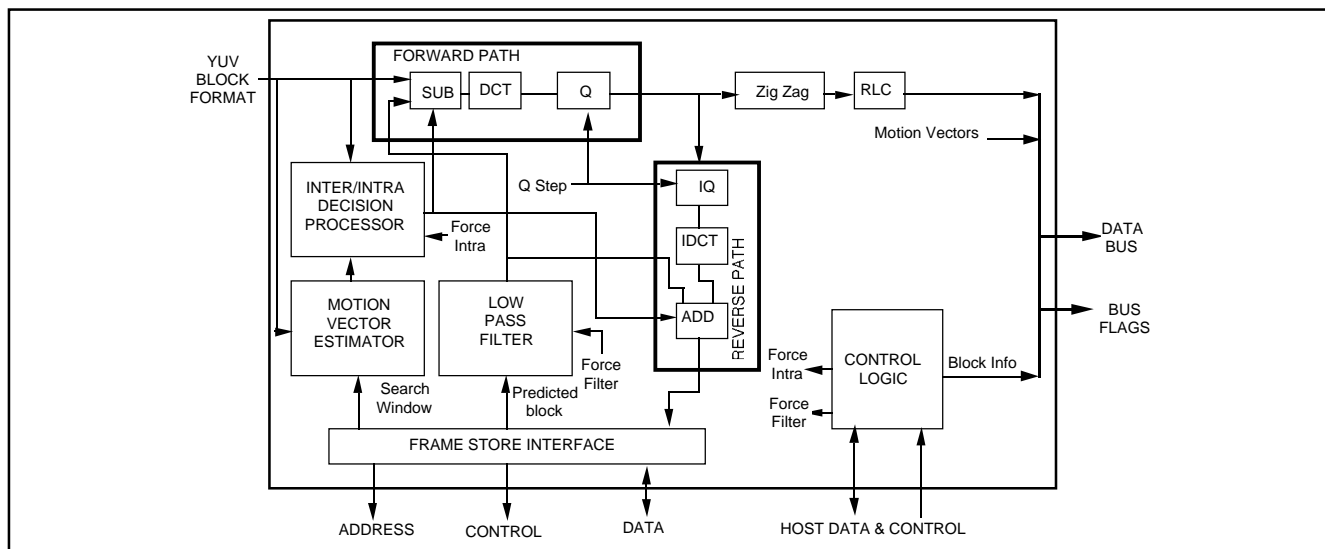 FORWARD PATH
YUV
BLOCK
FORMAT
SUB
DCT
Q
Zig Zag
RLC
Motion Vectors
INTER/INTRA
DECISION
PROCESSOR
Q Step
IQ
Force
Intra
IDCT
REVERSE PATH
DATA
BUS
MOTION
VECTOR
ESTIMATOR
LOW
PASS
FILTER
ADD
BUS
FLAGS
Force
Filter
Force
Intra
CONTROL
LOGIC
Block Info
Search
Window
Predicted
block
Force
Filter
FRAME STORE INTERFACE
ADDRESS
CONTROL
DATA
HOST DATA & CONTROL